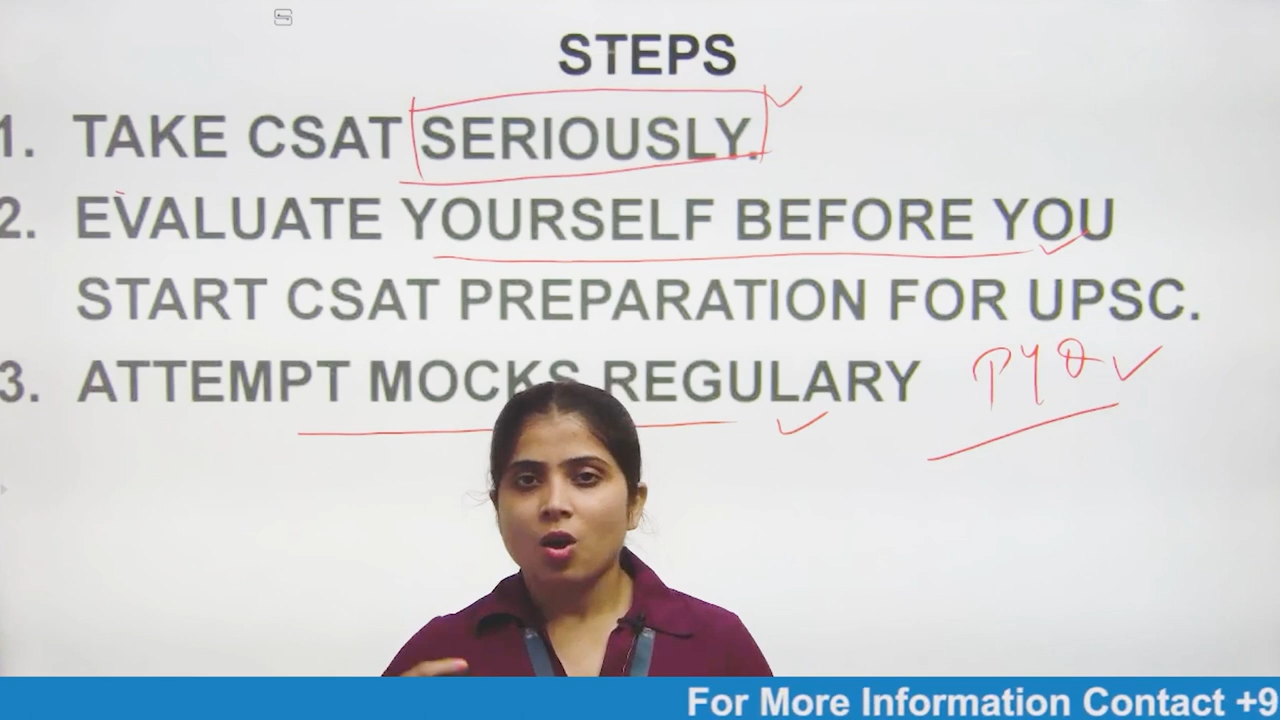 STEPS
1. TAKE CSAT SERIOUSLY.
2. EVALUATE YOURSELF BEFORE YOU
START CSAT PREPARATION FOR UPSC.
3. ATTEMPT MOCKS REGULARY PYQ
For More Information Contact +9